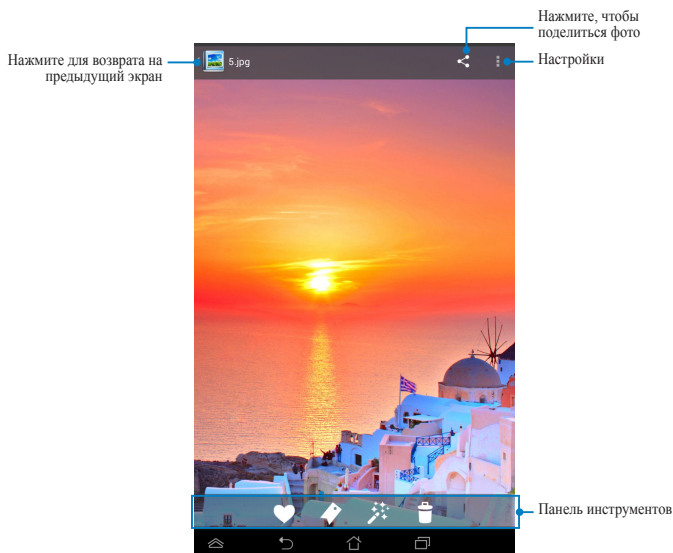 Нажмите, чтобы
поделиться фото
Нажмите для возврата на
предыдущий экран
5.jpg
Настройки
Панель инструментов